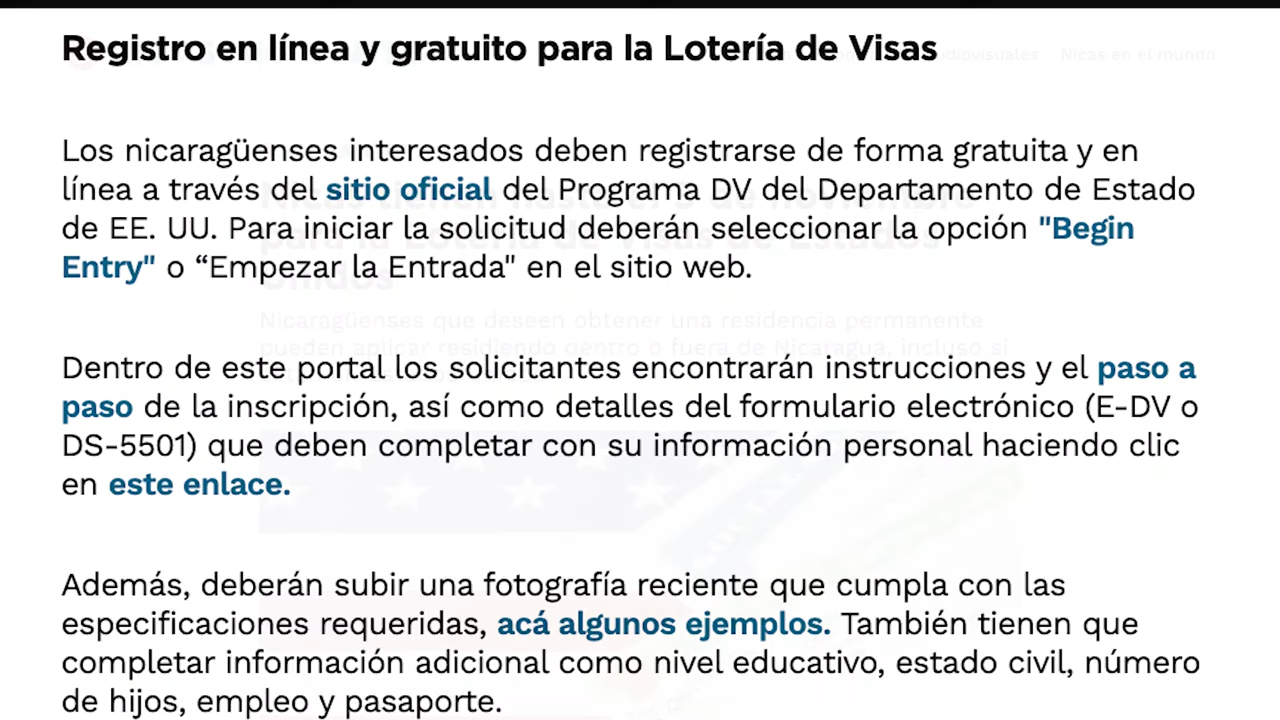 Registro en línea y gratuito para la Lotería de Visas
Los nicaragüenses interesados deben registrarse de forma gratuita y en
línea a través del sitio oficial del Programa DV del Departamento de Estado
de EE. UU. Para iniciar la solicitud deberán seleccionar la opción "Begin
Entry" o “Empezar la Entrada" en el sitio web.
Dentro de este portal los solicitantes encontrarán instrucciones y el paso a
paso de la inscripción, así como detalles del formulario electrónico (E-DV o
DS-5501) que deben completar con su información personal haciendo clic
en este enlace.
Además, deberán subir una fotografía reciente que cumpla con las
especificaciones requeridas, acá algunos ejemplos. También tienen que
completar información adicional como nivel educativo, estado civil, número
de hijos, empleo y pasaporte.